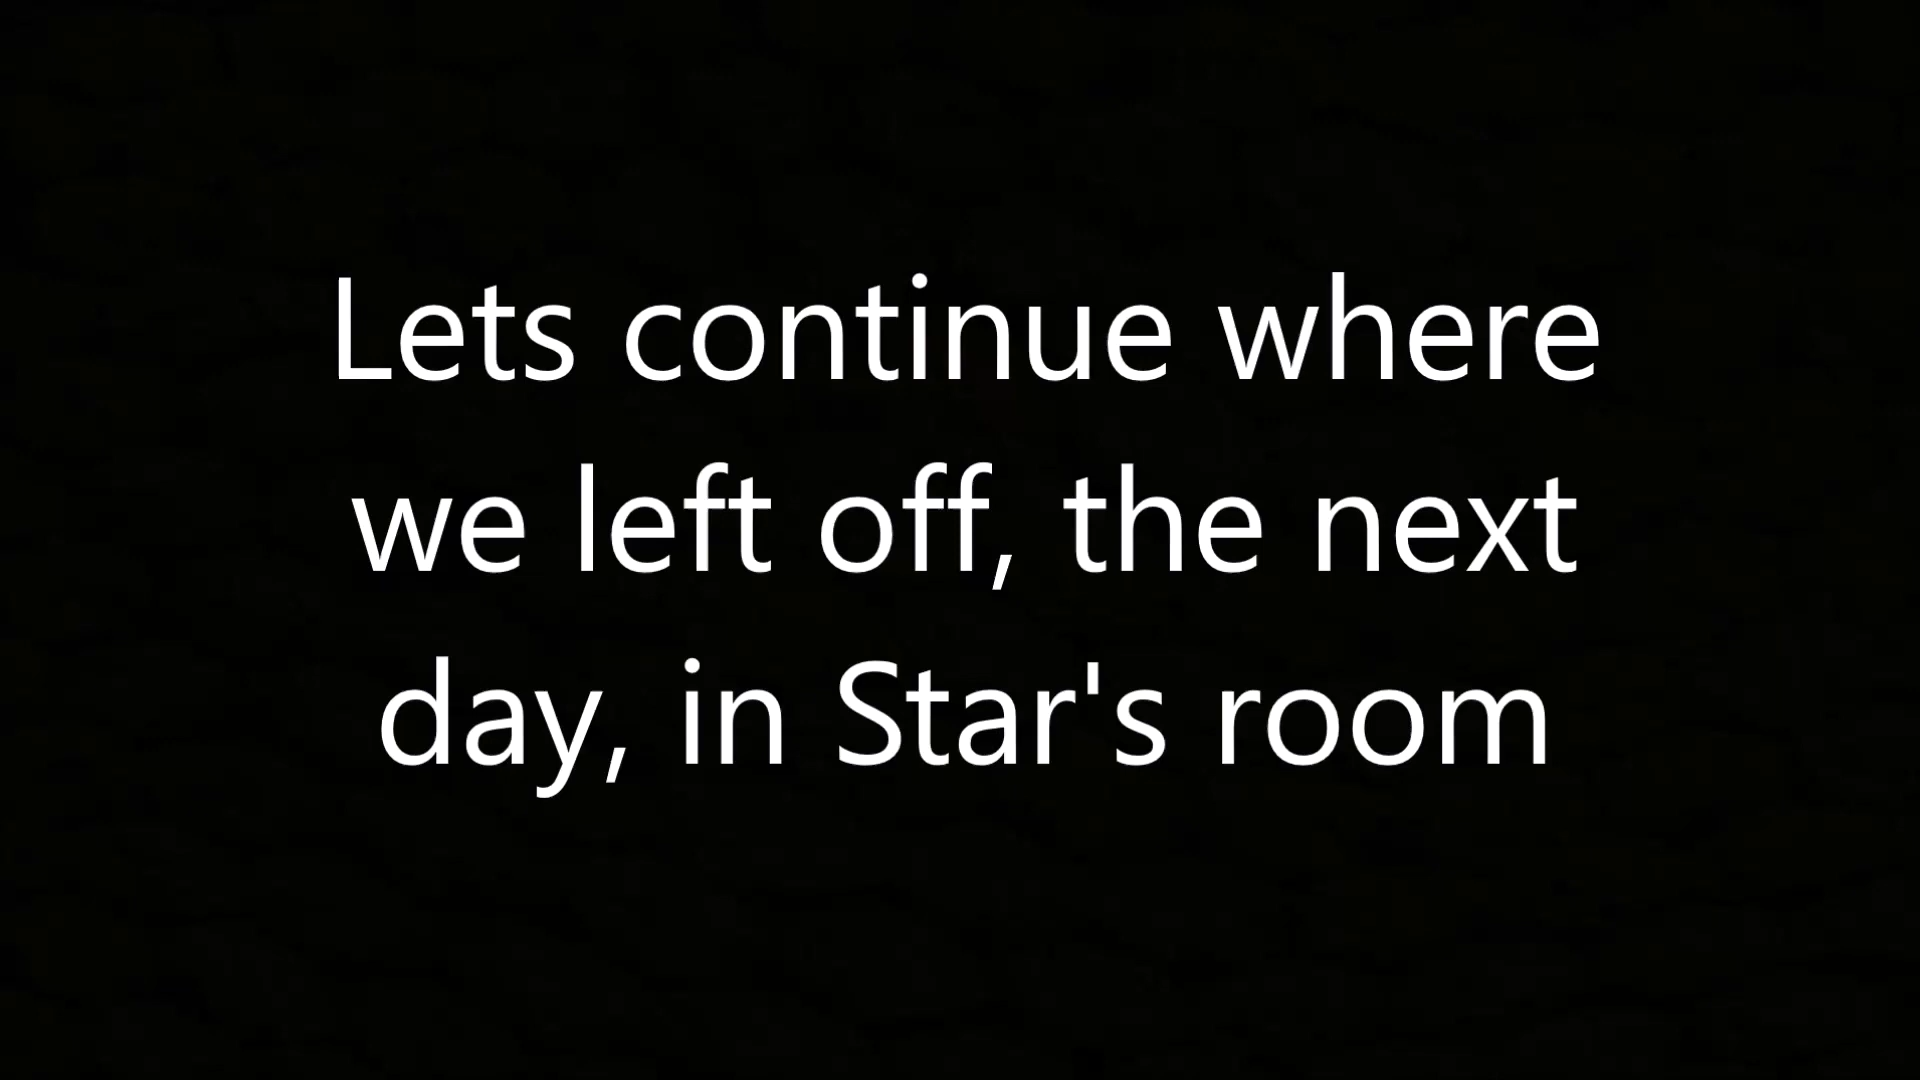 Lets continue where
we left off, the next
day, in Star's room